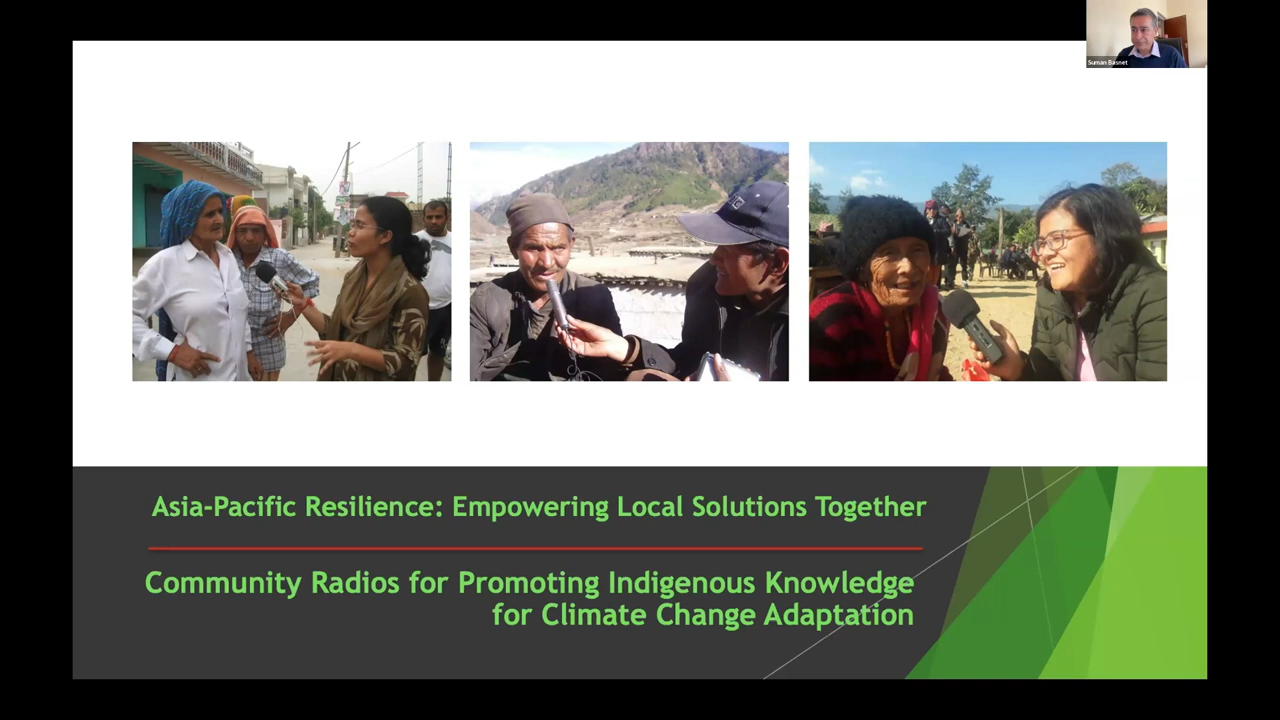 Suman Basnet
Asia-Pacific Resilience: Empowering Local Solutions Together
Community Radios for Promoting Indigenous Knowledge
for Climate Change Adaptation